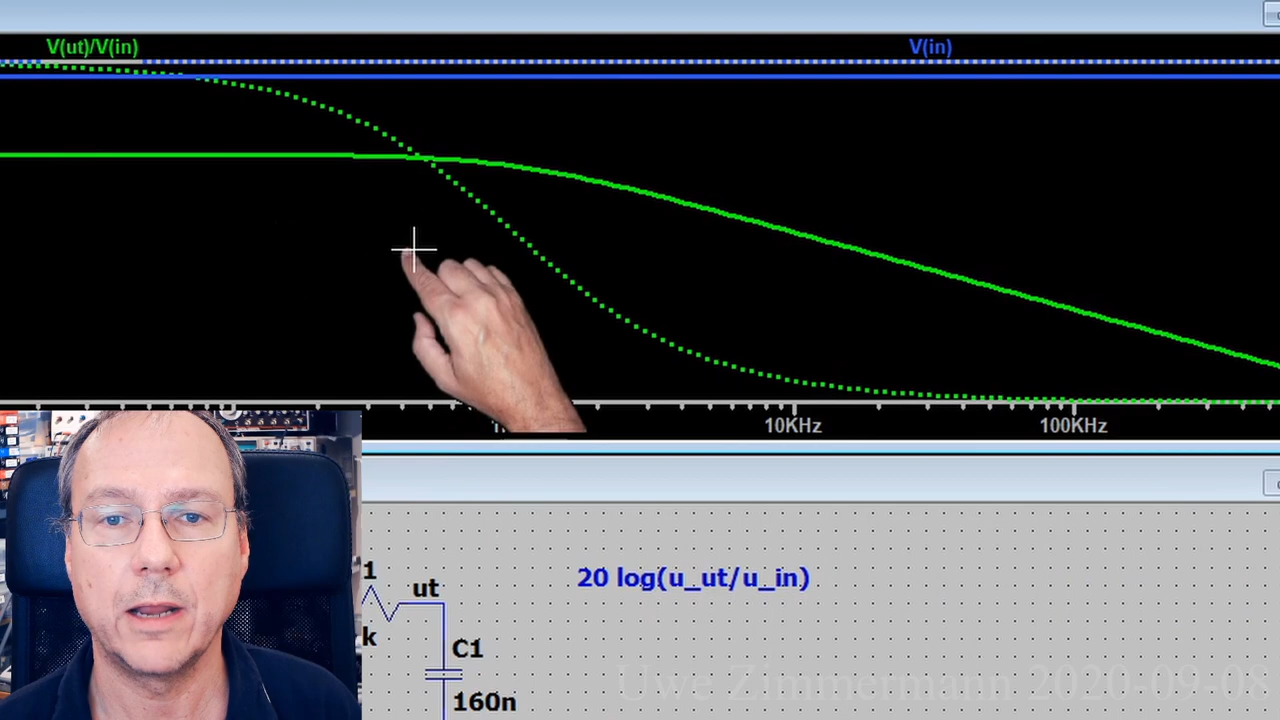 V(ut)/V(in)
V(in)
10KHz
100KHz
20 log(u_ut/u_in)
1
ut
k
C1
160n
Uwe Zimmermann 2020-09-08